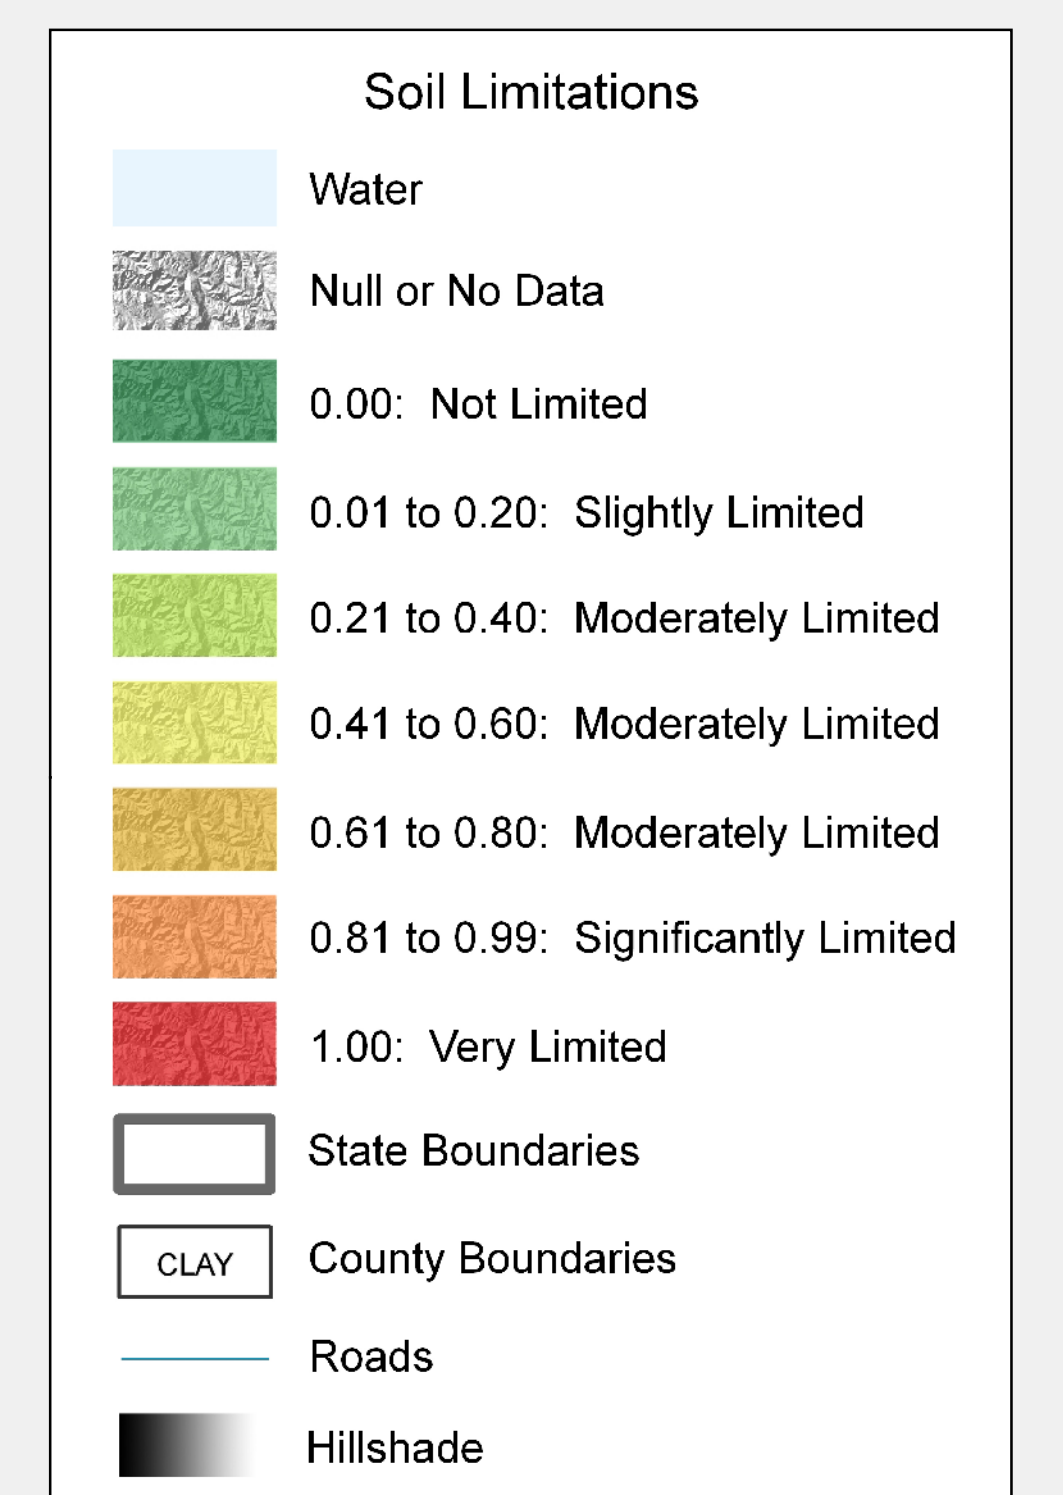 Soil Limitations
Water
Null or No Data
0.00:  Not Limited
0.01 to 0.20:  Slightly Limited
0.21 to 0.40:  Moderately Limited
0.41 to 0.60:  Moderately Limited
0.61 to 0.80:  Moderately Limited
0.81 to 0.99:  Significantly Limited
1.00:  Very Limited
State Boundaries
CLAY County Boundaries
Roads
Hillshade